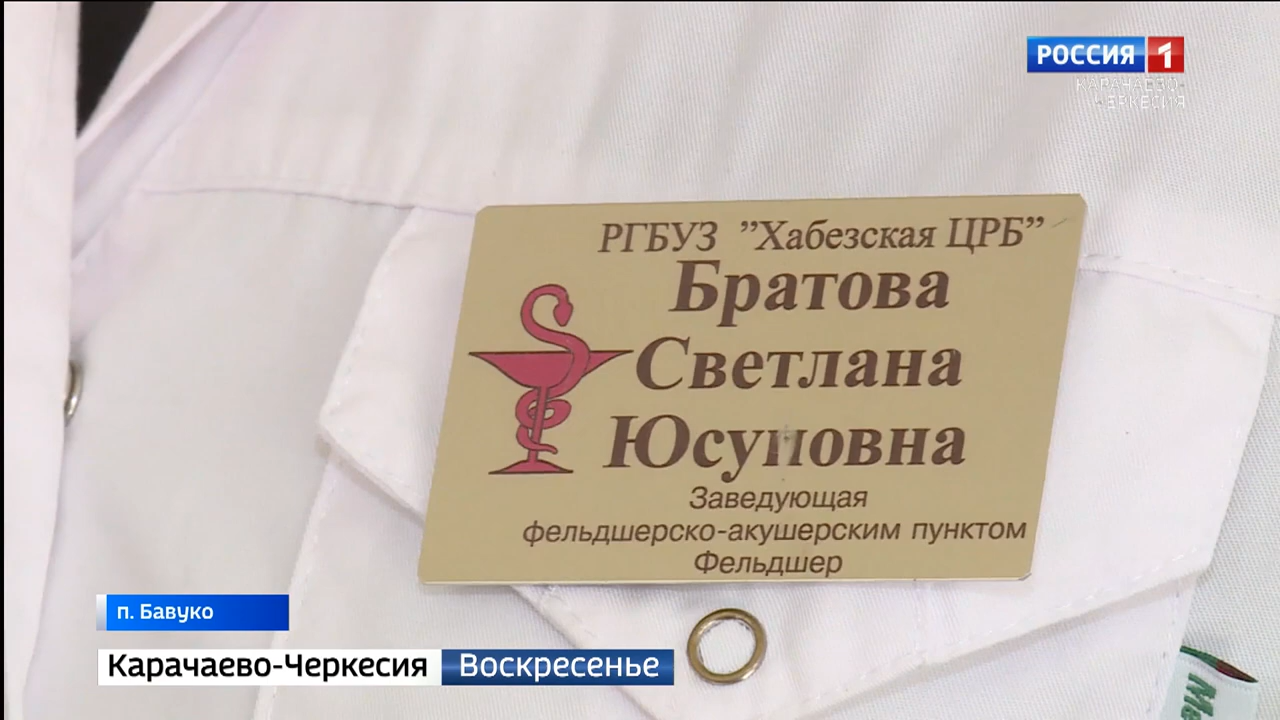 РОССИЯ 1
КАРАЧАЕВО-
ЧЕРКЕСИЯ
РГБУЗ ”Хабезская ЦРБ”
Братова
Светлана
Юсуповна
Заведующая
фельдшерско-акушерским пунктом
Фельдшер
п. Бавуко
Карачаево-Черкесия Воскресенье